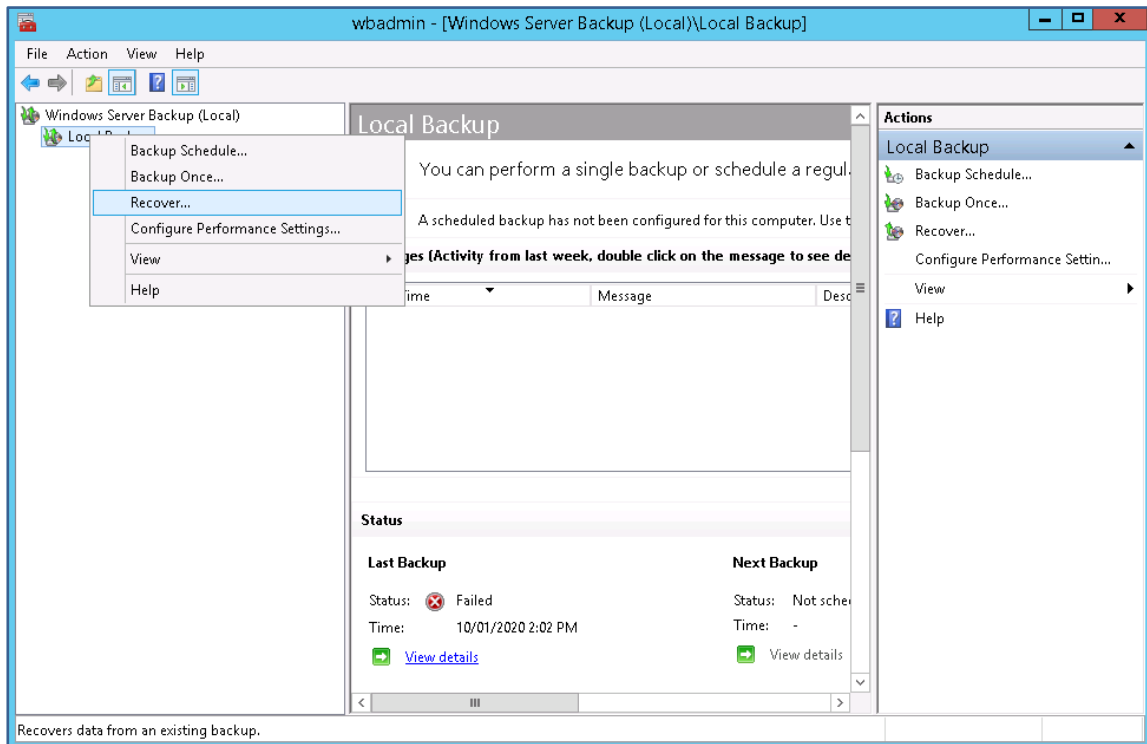 wbadmin - [Windows Server Backup (Local)\Local Backup]
File Action View Help
Windows Server Backup (Local)
Backup Schedule...
Backup Once...
Recover...
Configure Performance Settings...
View
Help
Local Backup
You can perform a single backup or schedule a regul
A scheduled backup has not been configured for this computer. Use t
(Activity from last week, double click on the message to see de
Message Desc
Status
Last Backup
Status: Failed
Time: 10/01/2020 2:02 PM
View details
Next Backup
Status: Not sche
Time: -
View details
Actions
Local Backup
Backup Schedule...
Backup Once...
Recover...
Configure Performance Settin...
View
Help
Recovers data from an existing backup.